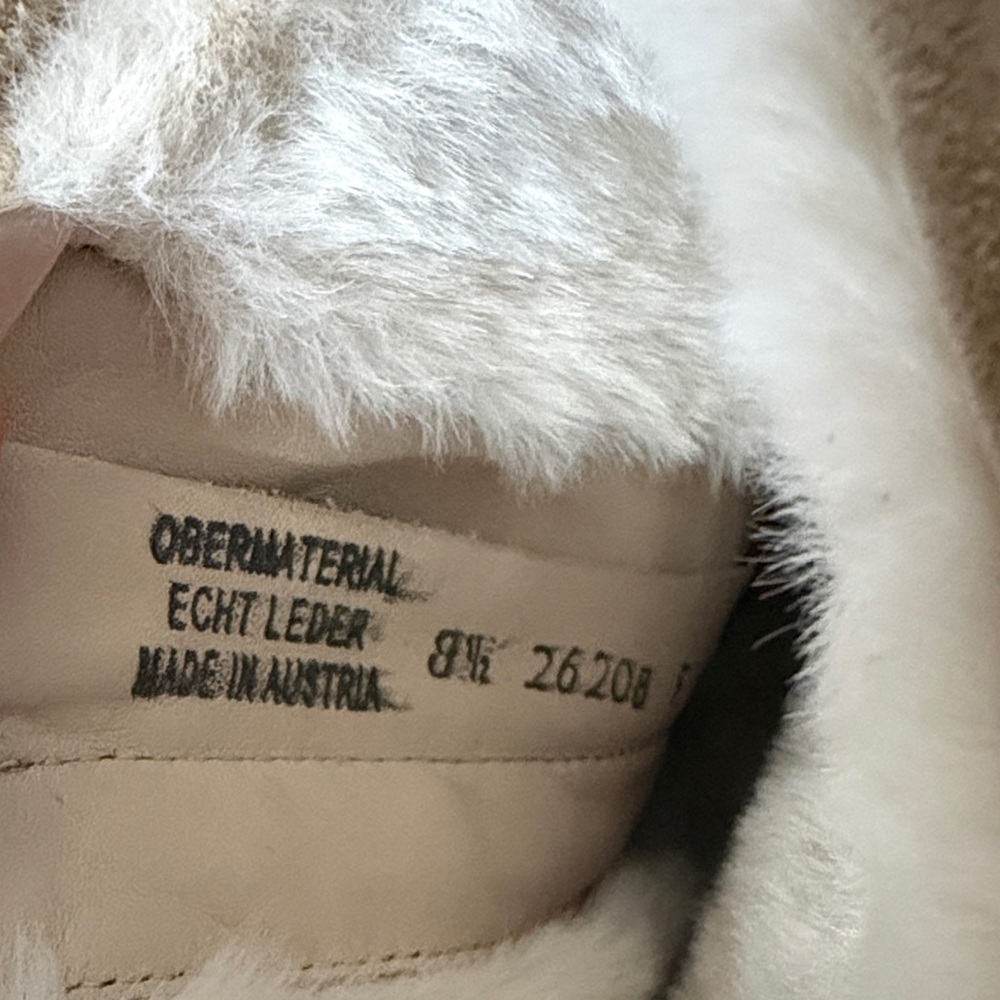 OBERMATERIAL
ECHT LEDER
MADE IN AUSTRIA
8½ 26208